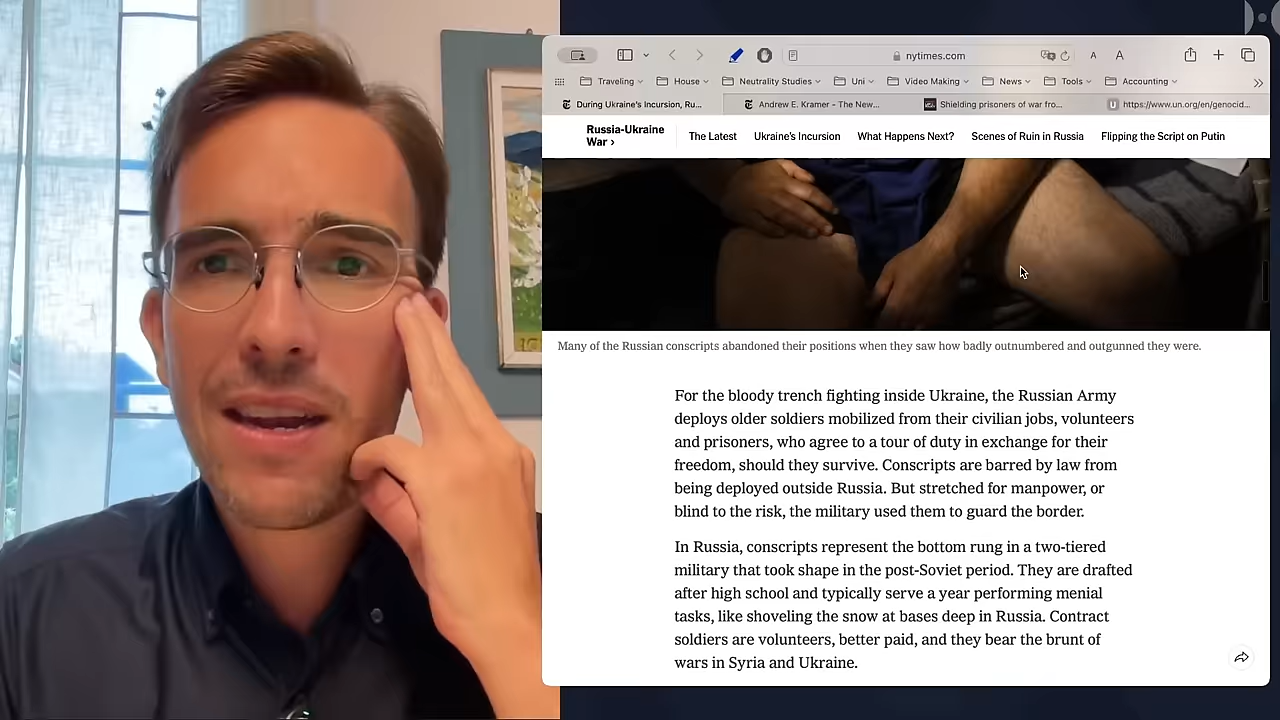 nytimes.com
A A
Traveling House Neutrality Studies Uni Video Making News Tools Accounting
During Ukraine's Incursion, Ru... Andrew E. Kramer - The New... Shielding prisoners of war fro... https://www.un.org/en/genocid...
Russia-Ukraine
War ›
The Latest Ukraine's Incursion What Happens Next? Scenes of Ruin in Russia Flipping the Script on Putin
Many of the Russian conscripts abandoned their positions when they saw how badly outnumbered and outgunned they were.
For the bloody trench fighting inside Ukraine, the Russian Army
deploys older soldiers mobilized from their civilian jobs, volunteers
and prisoners, who agree to a tour of duty in exchange for their
freedom, should they survive. Conscripts are barred by law from
being deployed outside Russia. But stretched for manpower, or
blind to the risk, the military used them to guard the border.
In Russia, conscripts represent the bottom rung in a two-tiered
military that took shape in the post-Soviet period. They are drafted
after high school and typically serve a year performing menial
tasks, like shoveling the snow at bases deep in Russia. Contract
soldiers are volunteers, better paid, and they bear the brunt of
wars in Syria and Ukraine.